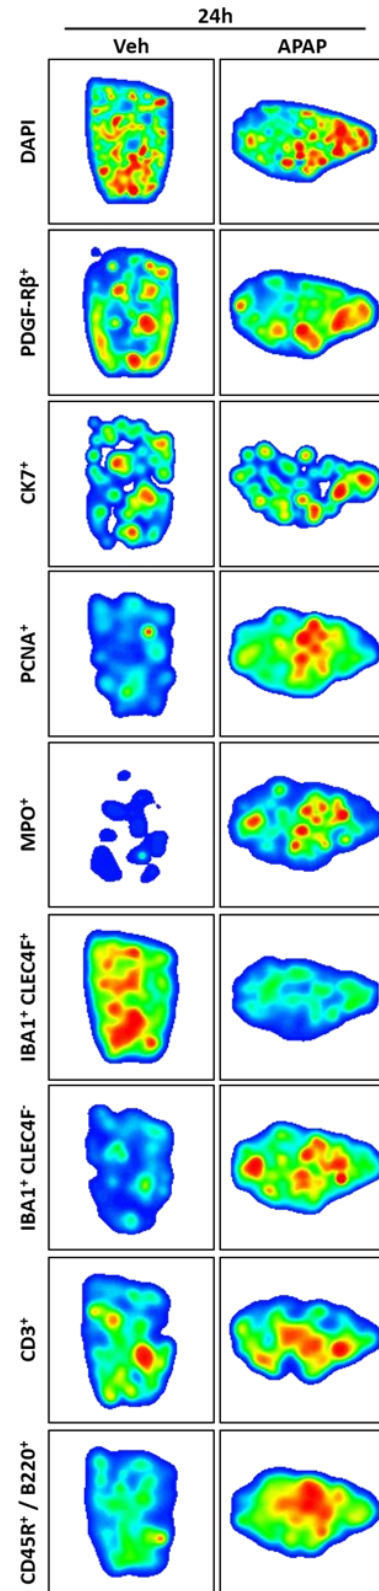 24h
Veh APAP
DAPI
PDGF-Rβ⁺
CK7⁺
PCNA⁺
MPO⁺
IBA1⁺ CLEC4F⁺
IBA1⁺ CLEC4F⁻
CD3⁺
CD45R⁺ / B220⁺